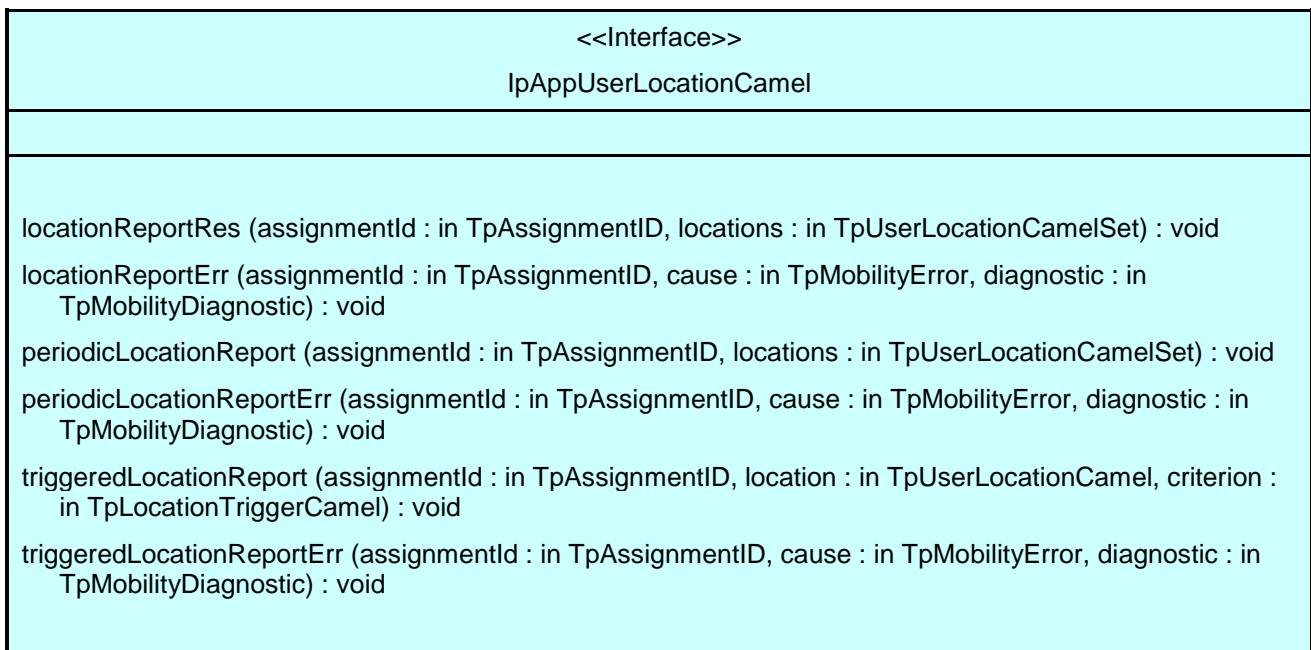 <<Interface>>
IpAppUserLocationCamel
locationReportRes (assignmentId : in TpAssignmentID, locations : in TpUserLocationCamelSet) : void
locationReportErr (assignmentId : in TpAssignmentID, cause : in TpMobilityError, diagnostic : in
TpMobilityDiagnostic) : void
periodicLocationReport (assignmentId : in TpAssignmentID, locations : in TpUserLocationCamelSet) : void
periodicLocationReportErr (assignmentId : in TpAssignmentID, cause : in TpMobilityError, diagnostic : in
TpMobilityDiagnostic) : void
triggeredLocationReport (assignmentId : in TpAssignmentID, location : in TpUserLocationCamel, criterion :
in TpLocationTriggerCamel) : void
triggeredLocationReportErr (assignmentId : in TpAssignmentID, cause : in TpMobilityError, diagnostic : in
TpMobilityDiagnostic) : void